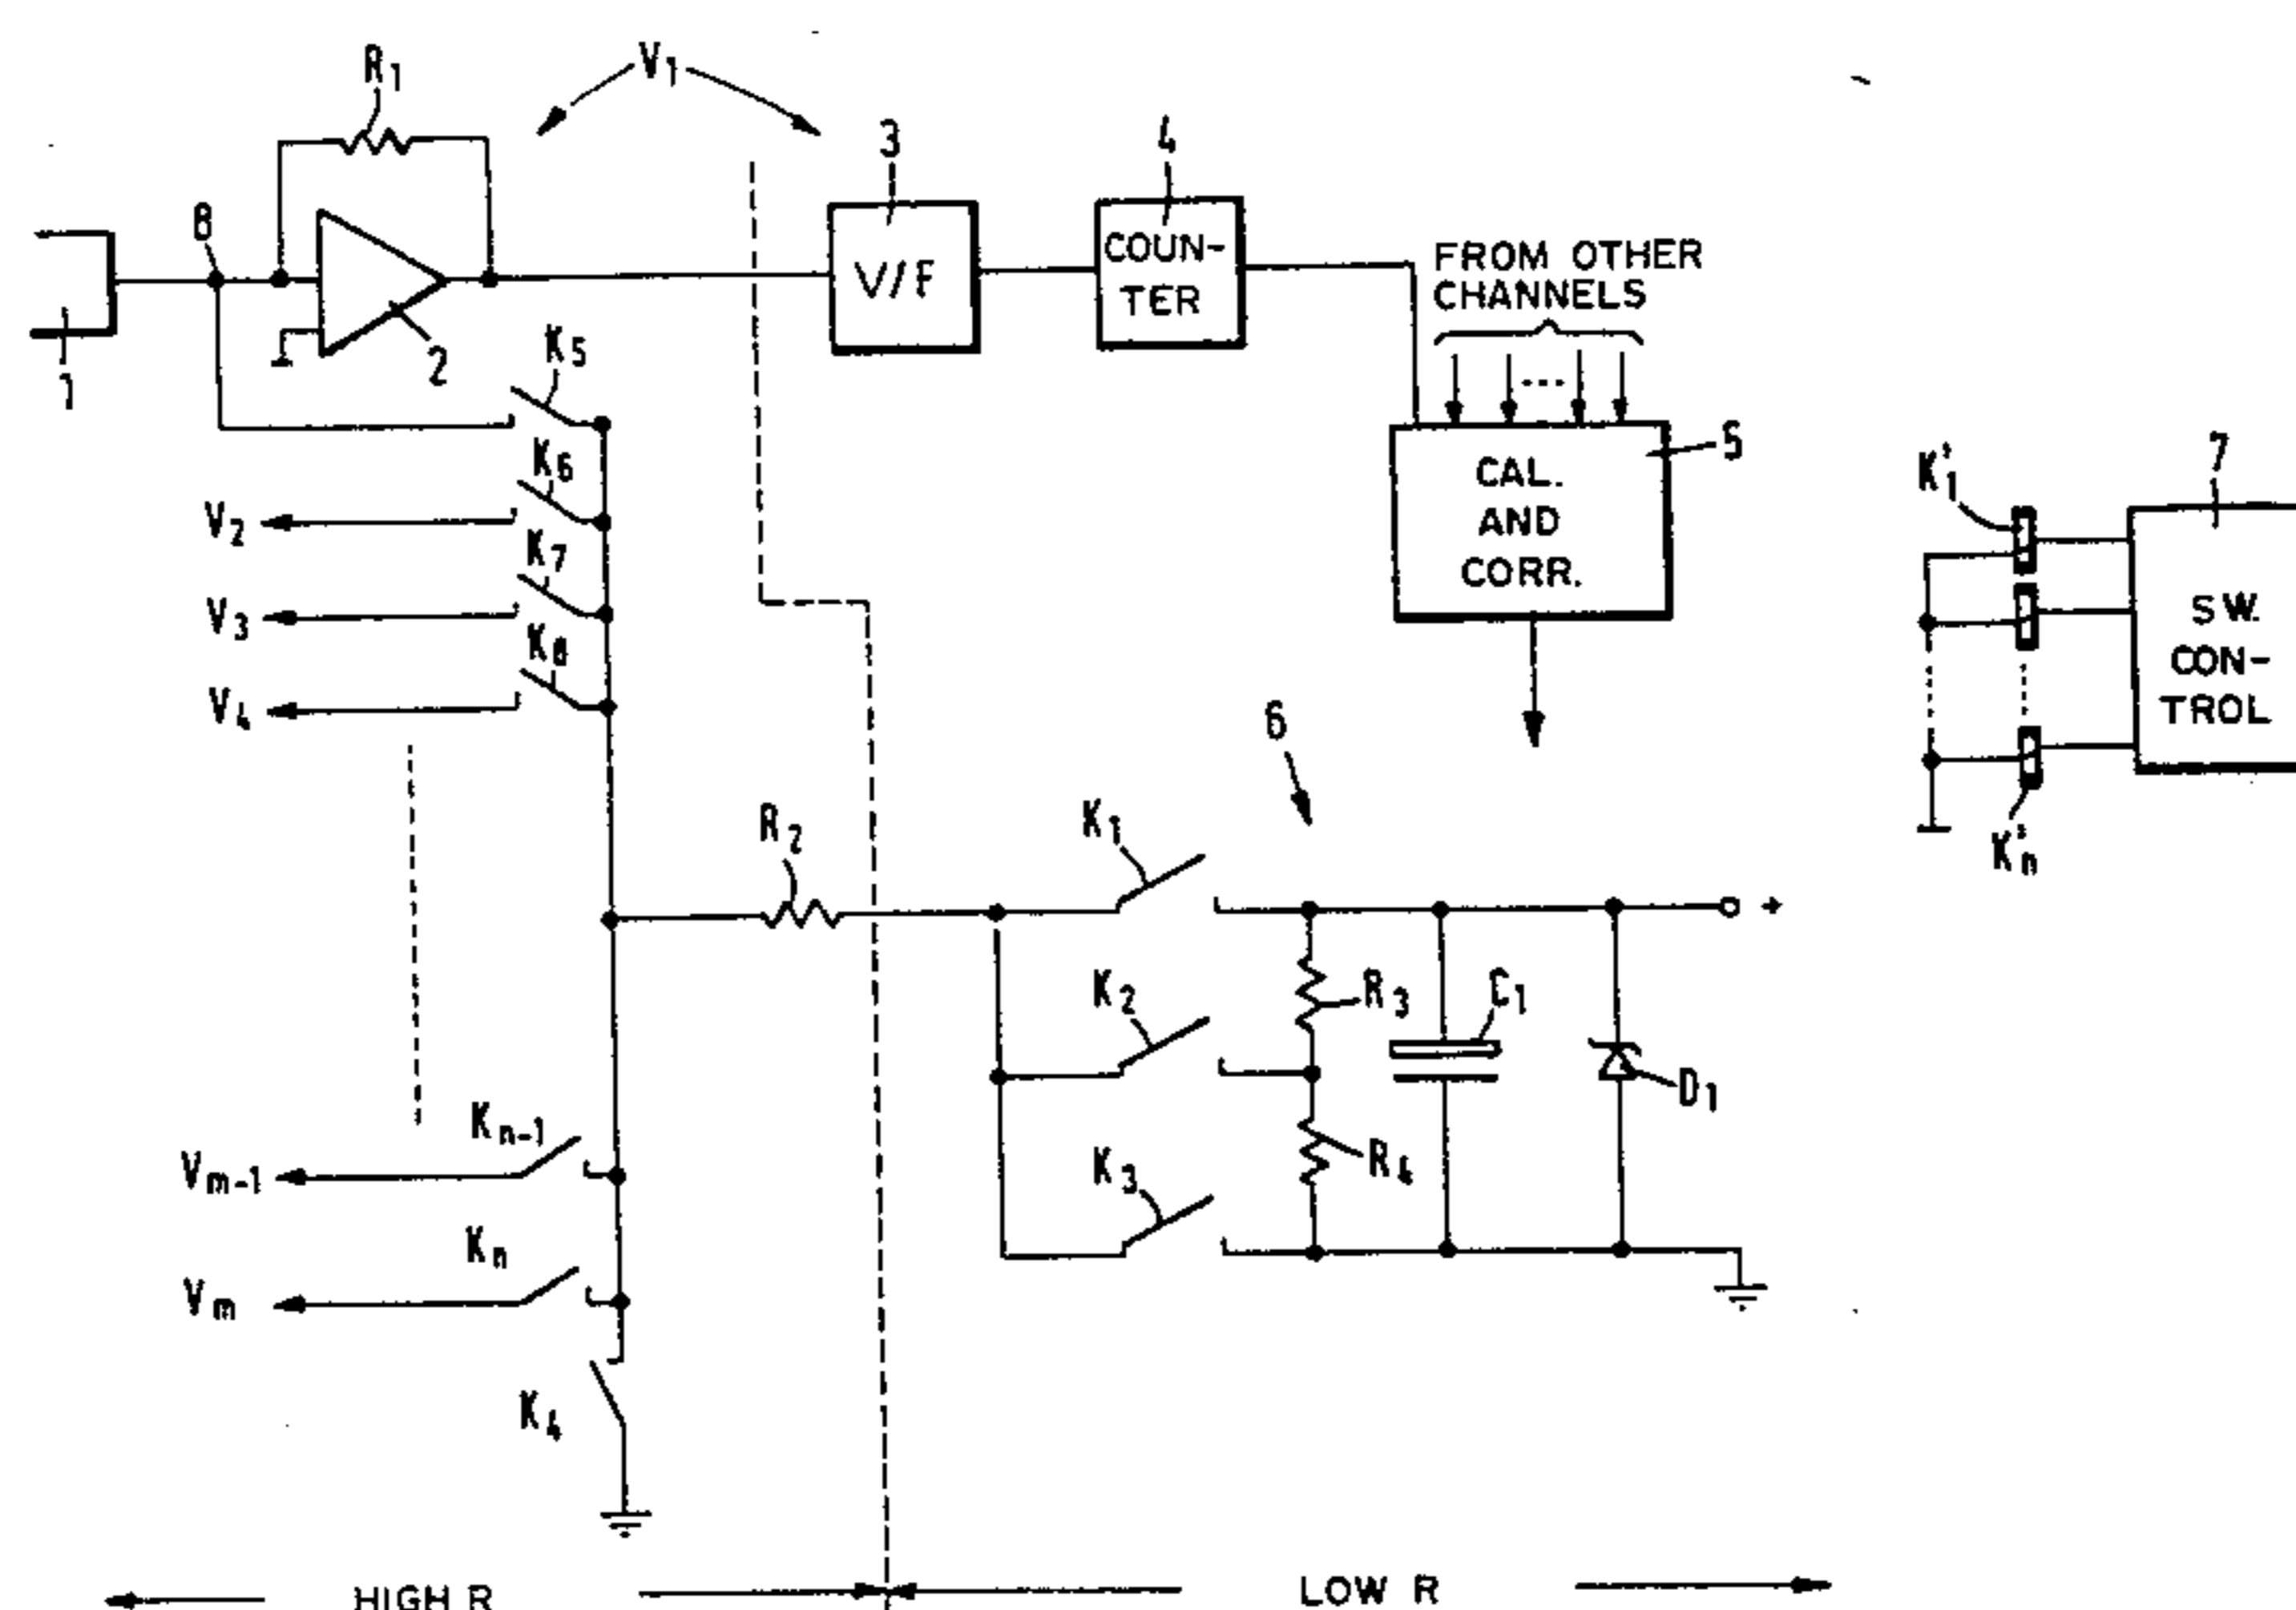 R1
V1
3
4
8
V/F
COUN-
TER
FROM OTHER
CHANNELS
1
2
K5
K6
V2
K7
V3
K8
V4
CAL.
AND
CORR.
5
K'1
7
SW.
CON-
TROL
K'n
6
R2
K1
+
K2
R3
C1
D1
K3
R4
Kn-1
Vm-1
Kn
Vm
K4
HIGH R
LOW R